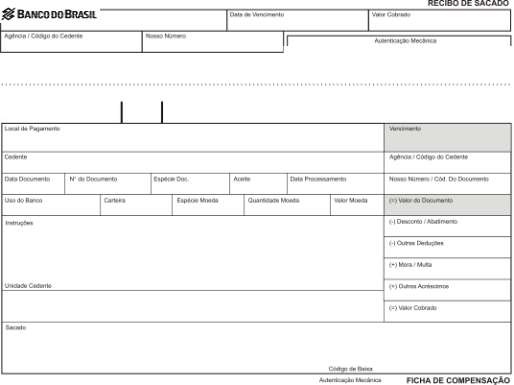 RECIBO DE SACADO
BANCO DO BRASIL
Data de Vencimento
Valor Cobrado
Agência / Código do Cedente
Nosso Número
Autenticação Mecânica
Local de Pagamento
Vencimento
Cedente
Agência / Código do Cedente
Data Documento
N° do Documento
Espécie Doc.
Aceite
Data Processamento
Nosso Número / Cód. Do Documento
Uso do Banco
Carteira
Espécie Moeda
Quantidade Moeda
Valor Moeda
(=) Valor do Documento
Instruções
(-) Desconto / Abatimento
(-) Outras Deduções
(+) Mora / Multa
Unidade Cedente
(+) Outros Acréscimos
(=) Valor Cobrado
Sacado
Código de Baixa
Autenticação Mecânica
FICHA DE COMPENSAÇÃO